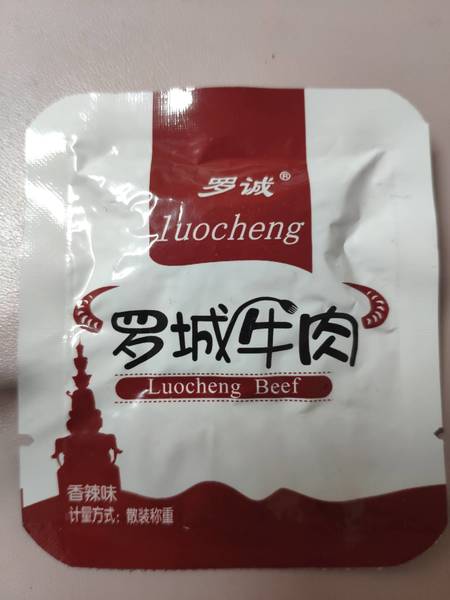 罗诚®
luocheng
罗城牛肉
Luocheng Beef
香辣味
计量方式：散装称重